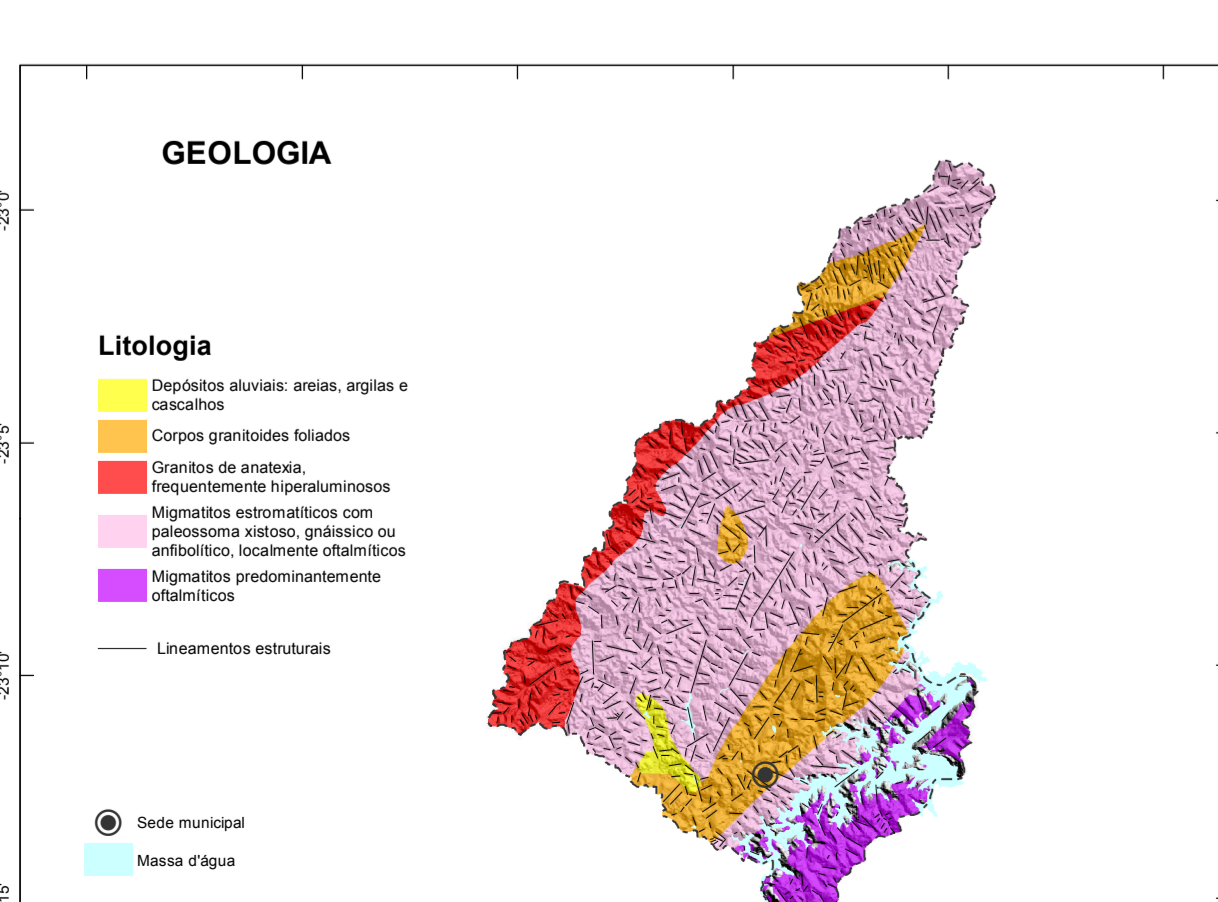 GEOLOGIA
-23°0'
-23°5'
-23°10'
15'
Litologia
Depósitos aluviais: areias, argilas e
cascalhos
Corpos granitoides foliados
Granitos de anatexia,
frequentemente hiperaluminosos
Migmatitos estromatíticos com
paleossoma xistoso, gnáissico ou
anfibolítico, localmente oftalmíticos
Migmatitos predominantemente
oftalmíticos
Lineamentos estruturais
Sede municipal
Massa d'água